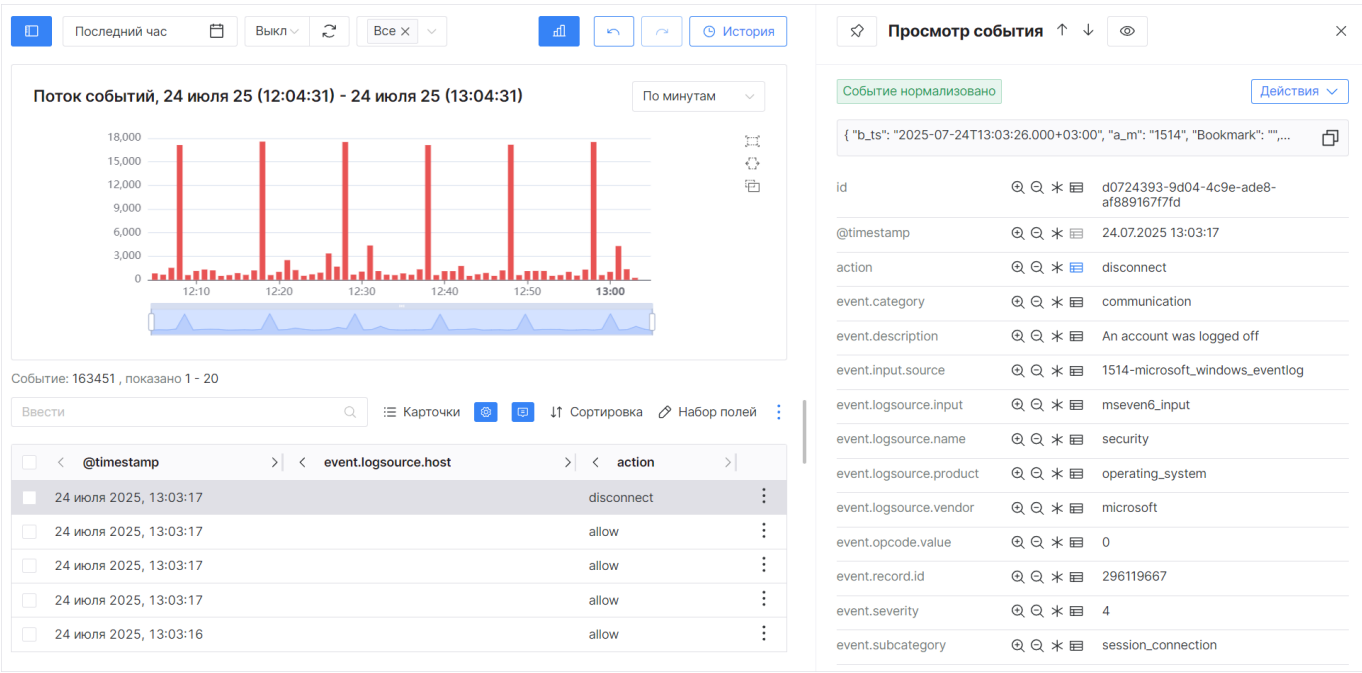 Последний час
Выкл
Все
История
Поток событий, 24 июля 25 (12:04:31) - 24 июля 25 (13:04:31)
По минутам
18,000
15,000
12,000
9,000
6,000
3,000
0
12:10 12:20 12:30 12:40 12:50 13:00
Событие: 163451 , показано 1 - 20
Ввести
Карточки
Сортировка
Набор полей
@timestamp event.logsource.host action
24 июля 2025, 13:03:17 disconnect
24 июля 2025, 13:03:17 allow
24 июля 2025, 13:03:17 allow
24 июля 2025, 13:03:17 allow
24 июля 2025, 13:03:16 allow
Просмотр события
Событие нормализовано
Действия
{ "b_ts": "2025-07-24T13:03:26.000+03:00", "a_m": "1514", "Bookmark": "",...
id d0724393-9d04-4c9e-ade8-
af889167f7fd
@timestamp 24.07.2025 13:03:17
action disconnect
event.category communication
event.description An account was logged off
event.input.source 1514-microsoft_windows_eventlog
event.logsource.input mseven6_input
event.logsource.name security
event.logsource.product operating_system
event.logsource.vendor microsoft
event.opcode.value 0
event.record.id 296119667
event.severity 4
event.subcategory session_connection